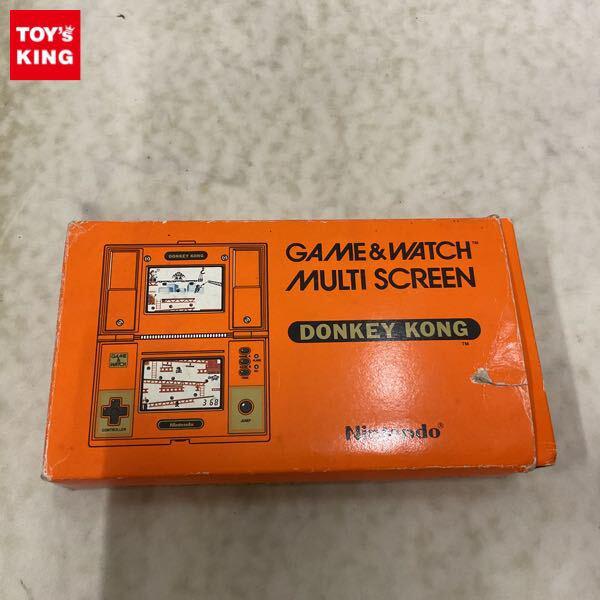 TOY's
KING
GAME & WATCH™
MULTI SCREEN
DONKEY KONG
™
Nintendo®
DONKEY KONG
GAME &
WATCH
CONTROLLER
Nintendo
JUMP
368